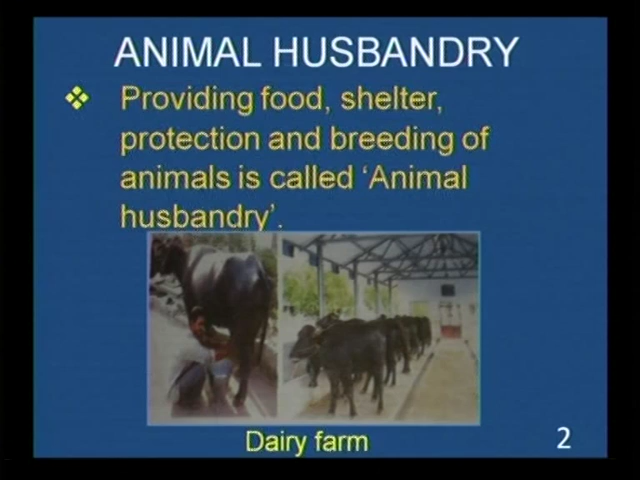 ANIMAL HUSBANDRY
Providing food, shelter,
protection and breeding of
animals is called ‘Animal
husbandry’.
Dairy farm
2